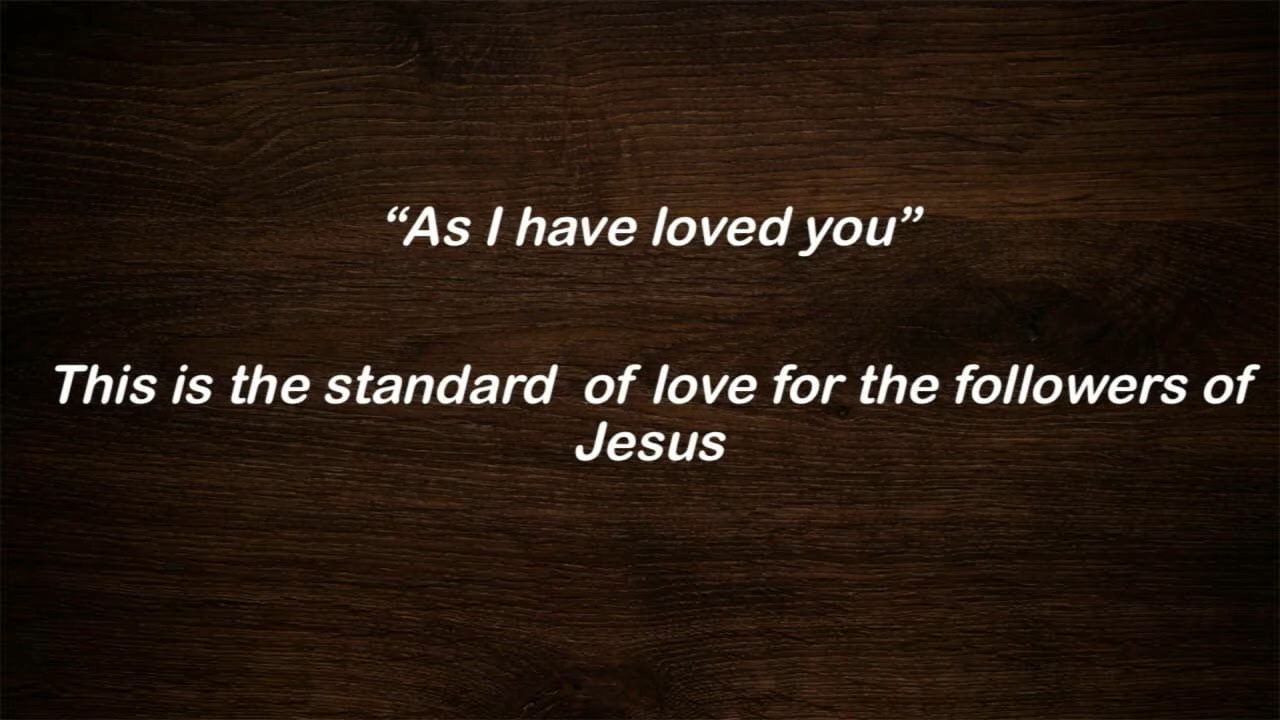 “As I have loved you”
This is the standard  of love for the followers of
Jesus